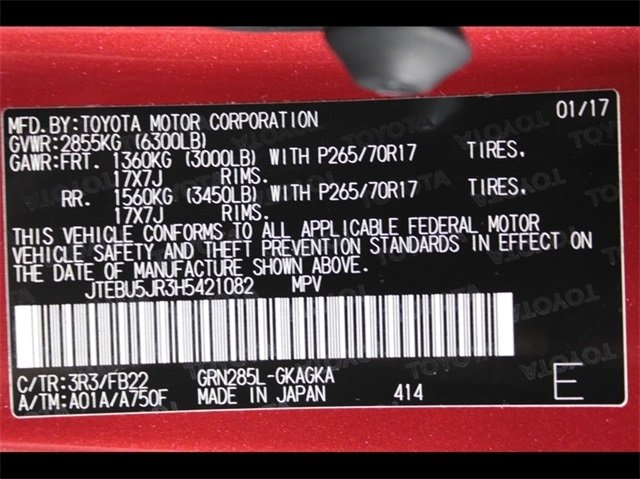 MFD.BY:TOYOTA MOTOR CORPORATION 01/17
GVWR:2855KG (6300LB)
GAWR:FRT. 1360KG (3000LB) WITH P265/70R17 TIRES,
17X7J RIMS.
RR. 1560KG (3450LB) WITH P265/70R17 TIRES,
17X7J RIMS.
THIS VEHICLE CONFORMS TO ALL APPLICABLE FEDERAL MOTOR
VEHICLE SAFETY AND THEFT PREVENTION STANDARDS IN EFFECT ON
THE DATE OF MANUFACTURE SHOWN ABOVE.
JTEBU5JR3H5421082 MPV
C/TR:3R3/FB22 GRN285L-GKAGKA
A/TM:A01A/A750F MADE IN JAPAN 414 E